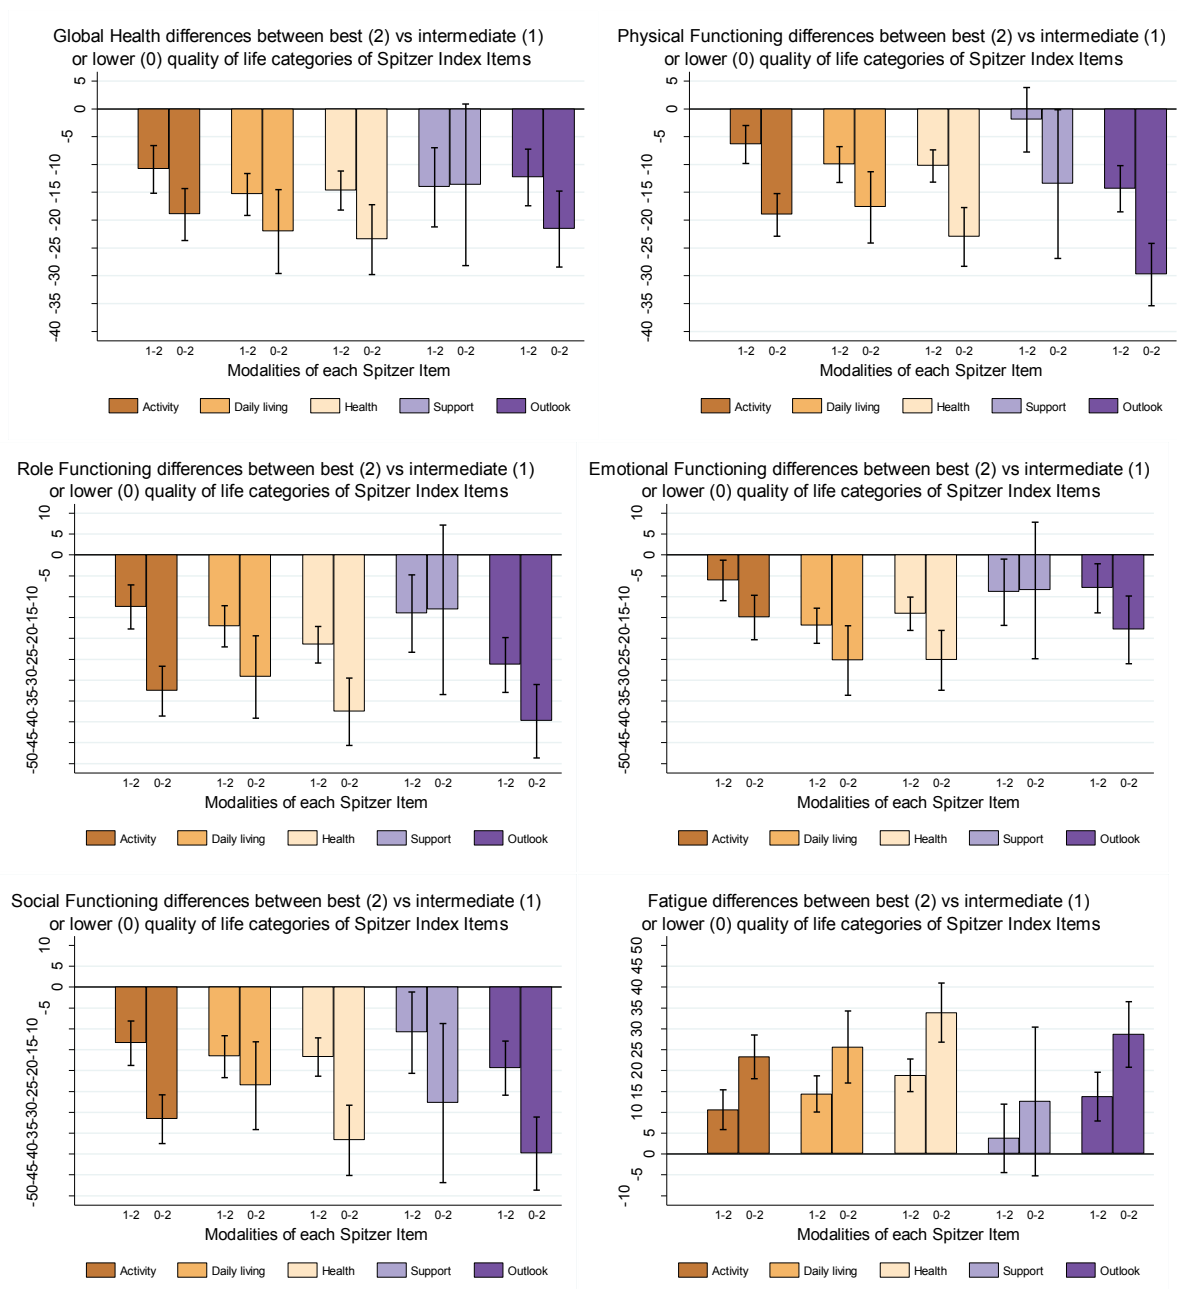 Global Health differences between best (2) vs intermediate (1)
or lower (0) quality of life categories of Spitzer Index Items
5
0
-5
-10
-15
-20
-25
-30
-35
-40
1-2 0-2 1-2 0-2 1-2 0-2 1-2 0-2 1-2 0-2
Modalities of each Spitzer Item
Activity Daily living Health Support Outlook
Physical Functioning differences between best (2) vs intermediate (1)
or lower (0) quality of life categories of Spitzer Index Items
5
0
-5
-10
-15
-20
-25
-30
-35
-40
1-2 0-2 1-2 0-2 1-2 0-2 1-2 0-2 1-2 0-2
Modalities of each Spitzer Item
Activity Daily living Health Support Outlook
Role Functioning differences between best (2) vs intermediate (1)
or lower (0) quality of life categories of Spitzer Index Items
10
5
0
-5
-50-45-40-35-30-25-20-15-10
1-2 0-2 1-2 0-2 1-2 0-2 1-2 0-2 1-2 0-2
Modalities of each Spitzer Item
Activity Daily living Health Support Outlook
Emotional Functioning differences between best (2) vs intermediate (1)
or lower (0) quality of life categories of Spitzer Index Items
10
5
0
-5
-50-45-40-35-30-25-20-15-10
1-2 0-2 1-2 0-2 1-2 0-2 1-2 0-2 1-2 0-2
Modalities of each Spitzer Item
Activity Daily living Health Support Outlook
Social Functioning differences between best (2) vs intermediate (1)
or lower (0) quality of life categories of Spitzer Index Items
10
5
0
-5
-50-45-40-35-30-25-20-15-10
1-2 0-2 1-2 0-2 1-2 0-2 1-2 0-2 1-2 0-2
Modalities of each Spitzer Item
Activity Daily living Health Support Outlook
Fatigue differences between best (2) vs intermediate (1)
or lower (0) quality of life categories of Spitzer Index Items
10 15 20 25 30 35 40 45 50
5
0
-5
-10
1-2 0-2 1-2 0-2 1-2 0-2 1-2 0-2 1-2 0-2
Modalities of each Spitzer Item
Activity Daily living Health Support Outlook